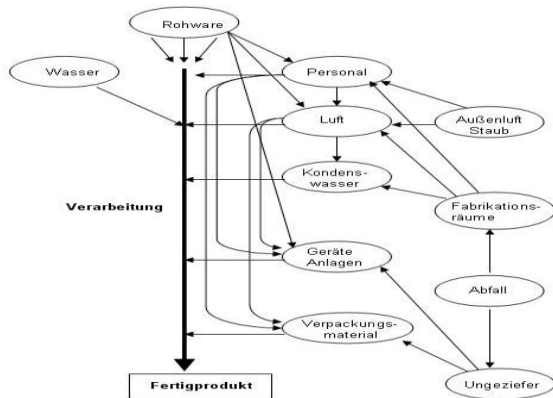 Rohware
Wasser
Personal
Luft
Außenluft
Staub
Kondens-
wasser
Verarbeitung
Fabrikations-
räume
Geräte
Anlagen
Abfall
Verpackungs-
material
Fertigprodukt
Ungeziefer